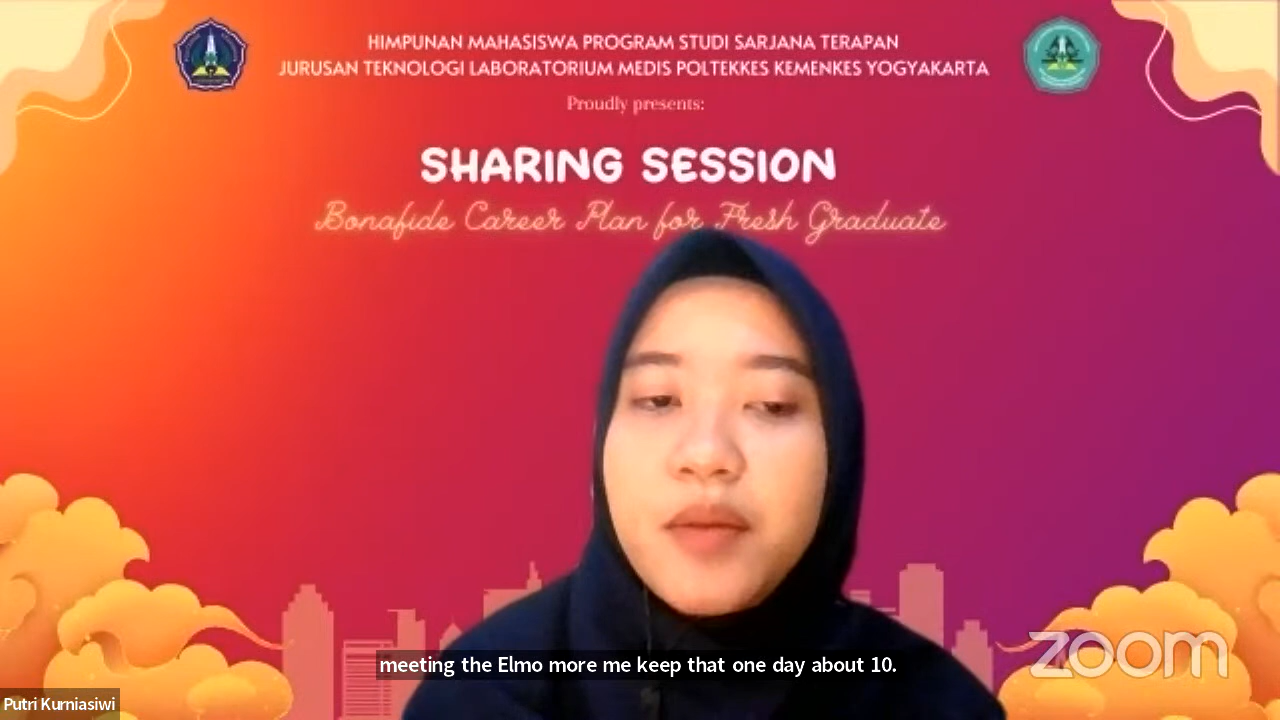 HIMPUNAN MAHASISWA PROGRAM STUDI SARJANA TERAPAN
JURUSAN TEKNOLOGI LABORATORIUM MEDIS POLTEKKES KEMENKES YOGYAKARTA
Proudly presents:
SHARING SESSION
Bonafide Career Plan for Fresh Graduate
meeting the Elmo more me keep that one day about 10.
zoom
Putri Kurniasiwi